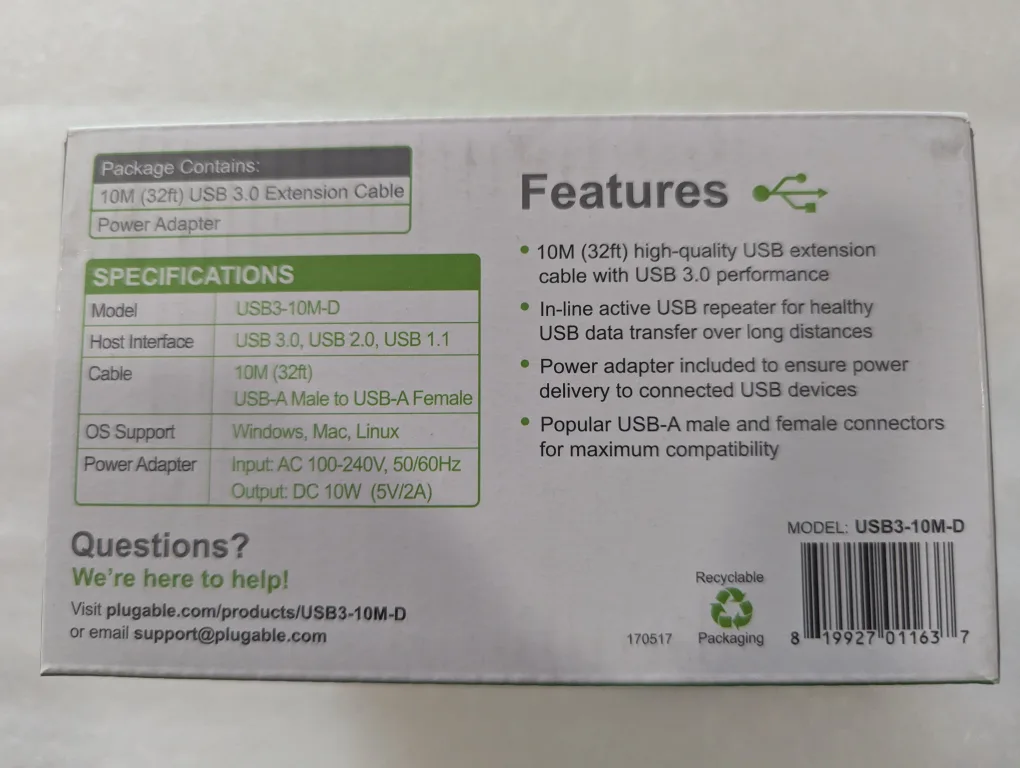 Package Contains:
10M (32ft) USB 3.0 Extension Cable
Power Adapter
SPECIFICATIONS
Model USB3-10M-D
Host Interface USB 3.0, USB 2.0, USB 1.1
Cable 10M (32ft)
USB-A Male to USB-A Female
OS Support Windows, Mac, Linux
Power Adapter Input: AC 100-240V, 50/60Hz
Output: DC 10W (5V/2A)
Questions?
We're here to help!
Visit plugable.com/products/USB3-10M-D
or email support@plugable.com
Features
• 10M (32ft) high-quality USB extension
cable with USB 3.0 performance
• In-line active USB repeater for healthy
USB data transfer over long distances
• Power adapter included to ensure power
delivery to connected USB devices
• Popular USB-A male and female connectors
for maximum compatibility
MODEL: USB3-10M-D
Recyclable
Packaging
170517
8 19927 01163 7